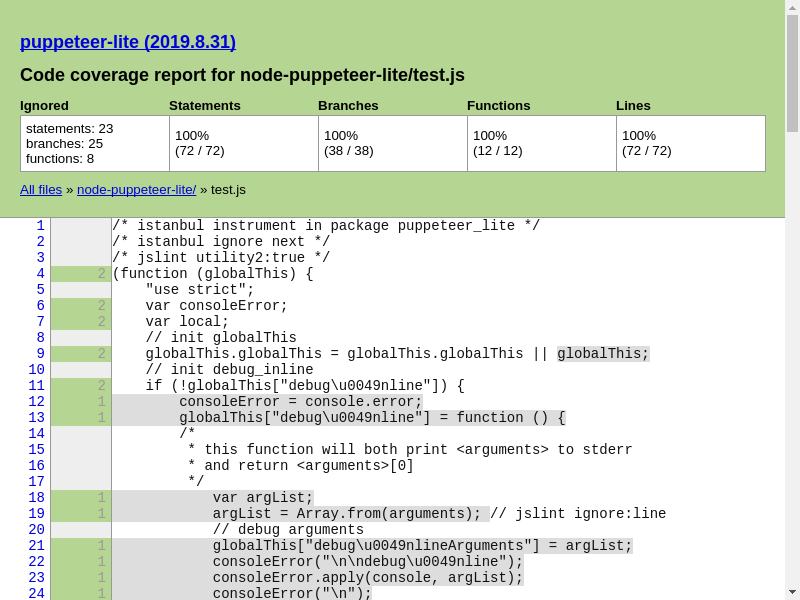 puppeteer-lite (2019.8.31)
Code coverage report for node-puppeteer-lite/test.js
Ignored Statements Branches Functions Lines
statements: 23
branches: 25
functions: 8
100%
(72 / 72)
100%
(38 / 38)
100%
(12 / 12)
100%
(72 / 72)
All files » node-puppeteer-lite/ » test.js
1 /* istanbul instrument in package puppeteer_lite */
2 /* istanbul ignore next */
3 /* jslint utility2:true */
4 2 (function (globalThis) {
5 "use strict";
6 2 var consoleError;
7 2 var local;
8 // init globalThis
9 2 globalThis.globalThis = globalThis.globalThis || globalThis;
10 // init debug_inline
11 2 if (!globalThis["debug\u0049nline"]) {
12 1 consoleError = console.error;
13 1 globalThis["debug\u0049nline"] = function () {
14 /*
15 * this function will both print <arguments> to stderr
16 * and return <arguments>[0]
17 */
18 1 var argList;
19 1 argList = Array.from(arguments); // jslint ignore:line
20 // debug arguments
21 1 globalThis["debug\u0049nlineArguments"] = argList;
22 1 consoleError("\n\ndebug\u0049nline");
23 1 consoleError.apply(console, argList);
24 1 consoleError("\n");